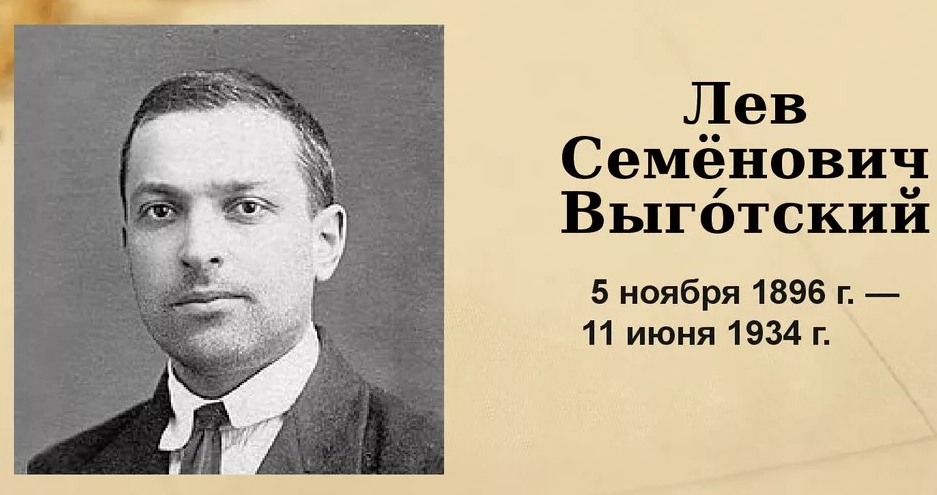 Лев
Семёнович
Выго́тский
5 ноября 1896 г. —
11 июня 1934 г.